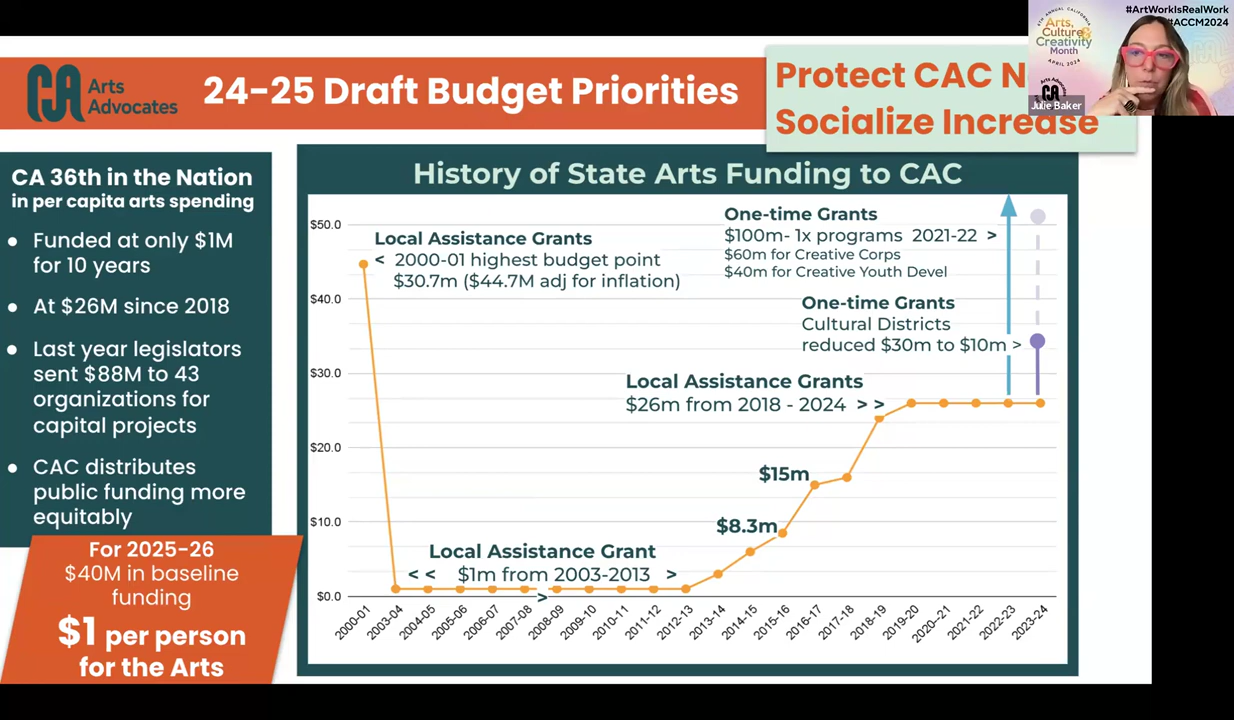 CA Arts
Advocates
24-25 Draft Budget Priorities
Protect CAC N
Socialize Increase
#ArtWorkIsRealWork
#ACCM2024
Arts,
Culture &
Creativity
Month
APRIL 2024
Julie Baker
CA 36th in the Nation
in per capita arts spending
• Funded at only $1M
for 10 years
• At $26M since 2018
• Last year legislators
sent $88M to 43
organizations for
capital projects
• CAC distributes
public funding more
equitably
For 2025-26
$40M in baseline
funding
$1 per person
for the Arts
History of State Arts Funding to CAC
$50.0
$40.0
$30.0
$20.0
$10.0
$0.0
Local Assistance Grants
< 2000-01 highest budget point
$30.7m ($44.7M adj for inflation)
One-time Grants
$100m- 1x programs 2021-22 >
$60m for Creative Corps
$40m for Creative Youth Devel
One-time Grants
Cultural Districts
reduced $30m to $10m >
Local Assistance Grants
$26m from 2018 - 2024 > >
$15m
$8.3m
Local Assistance Grant
< < $1m from 2003-2013 >
>
2000-01
2003-04
2004-05
2005-06
2006-07
2007-08
2008-09
2009-10
2010-11
2011-12
2012-13
2013-14
2014-15
2015-16
2016-17
2017-18
2018-19
2019-20
2020-21
2021-22
2022-23
2023-24